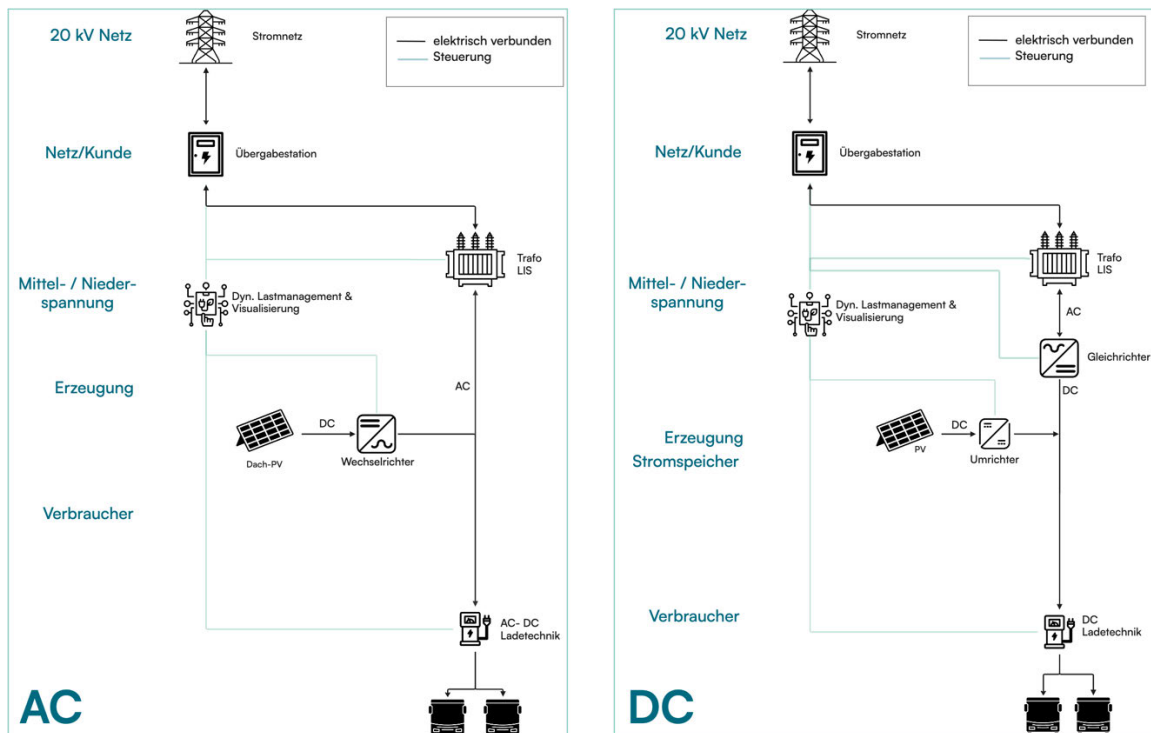 20 kV Netz
Stromnetz
elektrisch verbunden
Steuerung
Netz/Kunde
Übergabestation
Trafo
LIS
Mittel- / Nieder-
spannung
Dyn. Lastmanagement &
Visualisierung
Erzeugung
AC
DC
Dach-PV
Wechselrichter
Verbraucher
AC- DC
Ladetechnik
AC
20 kV Netz
Stromnetz
elektrisch verbunden
Steuerung
Netz/Kunde
Übergabestation
Trafo
LIS
Mittel- / Nieder-
spannung
Dyn. Lastmanagement &
Visualisierung
AC
Gleichrichter
DC
Erzeugung
Stromspeicher
DC
PV
Umrichter
Verbraucher
DC
Ladetechnik
DC